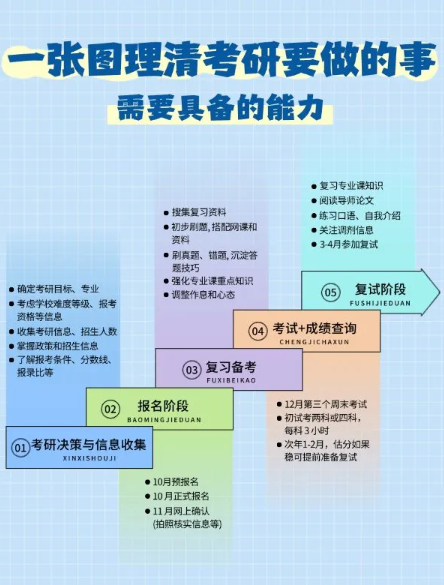 一张图理清考研要做的事
需要具备的能力
复习专业课知识
阅读导师论文
练习口语、自我介绍
关注调剂信息
3-4月参加复试
搜集复习资料
初步刷题, 搭配网课和
资料
刷真题、错题, 沉淀答
题技巧
强化专业课重点知识
调整作息和心态
05 复试阶段
FUSHIJIEDUAN
确定考研目标、专业
考虑学校难度等级、报考
资格等信息
收集考研信息、招生人数
掌握政策和招生信息
了解报考条件、分数线、
报录比等
04 考试+成绩查询
CHENGJICHAXUN
03 复习备考
FUXIBEIKAO
02 报名阶段
BAOMINGJIEDUAN
01 考研决策与信息收集
XINXISHOUJI
12月第三个周末考试
初试考两科或四科，
每科 3 小时
次年1-2月，估分如果
稳可提前准备复试
10月预报名
10月正式报名
11月网上确认
(拍照核实信息等)